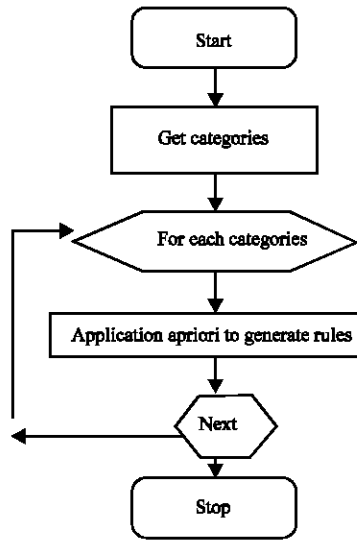 Start
Get categories
For each categories
Application apriori to generate rules
Next
Stop